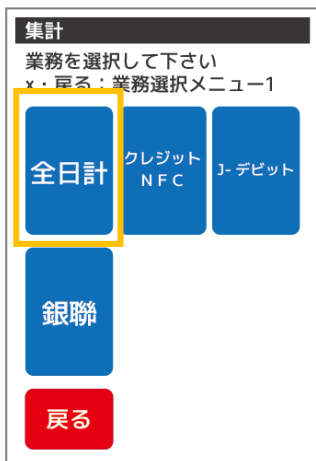 集計
業務を選択して下さい
x・戻る：業務選択メニュー1
全日計
クレジット
NFC
J-デビット
銀聯
戻る